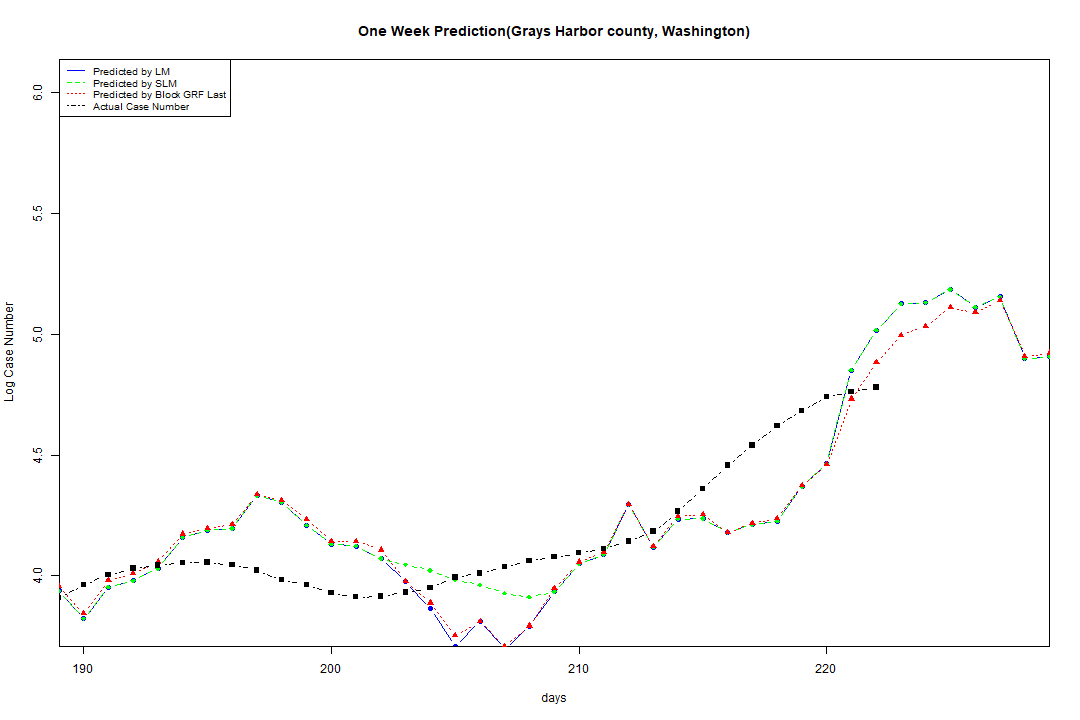 One Week Prediction(Grays Harbor county, Washington)
Predicted by LM
Predicted by SLM
Predicted by Block GRF Last
Actual Case Number
6.0
5.5
5.0
4.5
4.0
Log Case Number
190
200
210
220
days